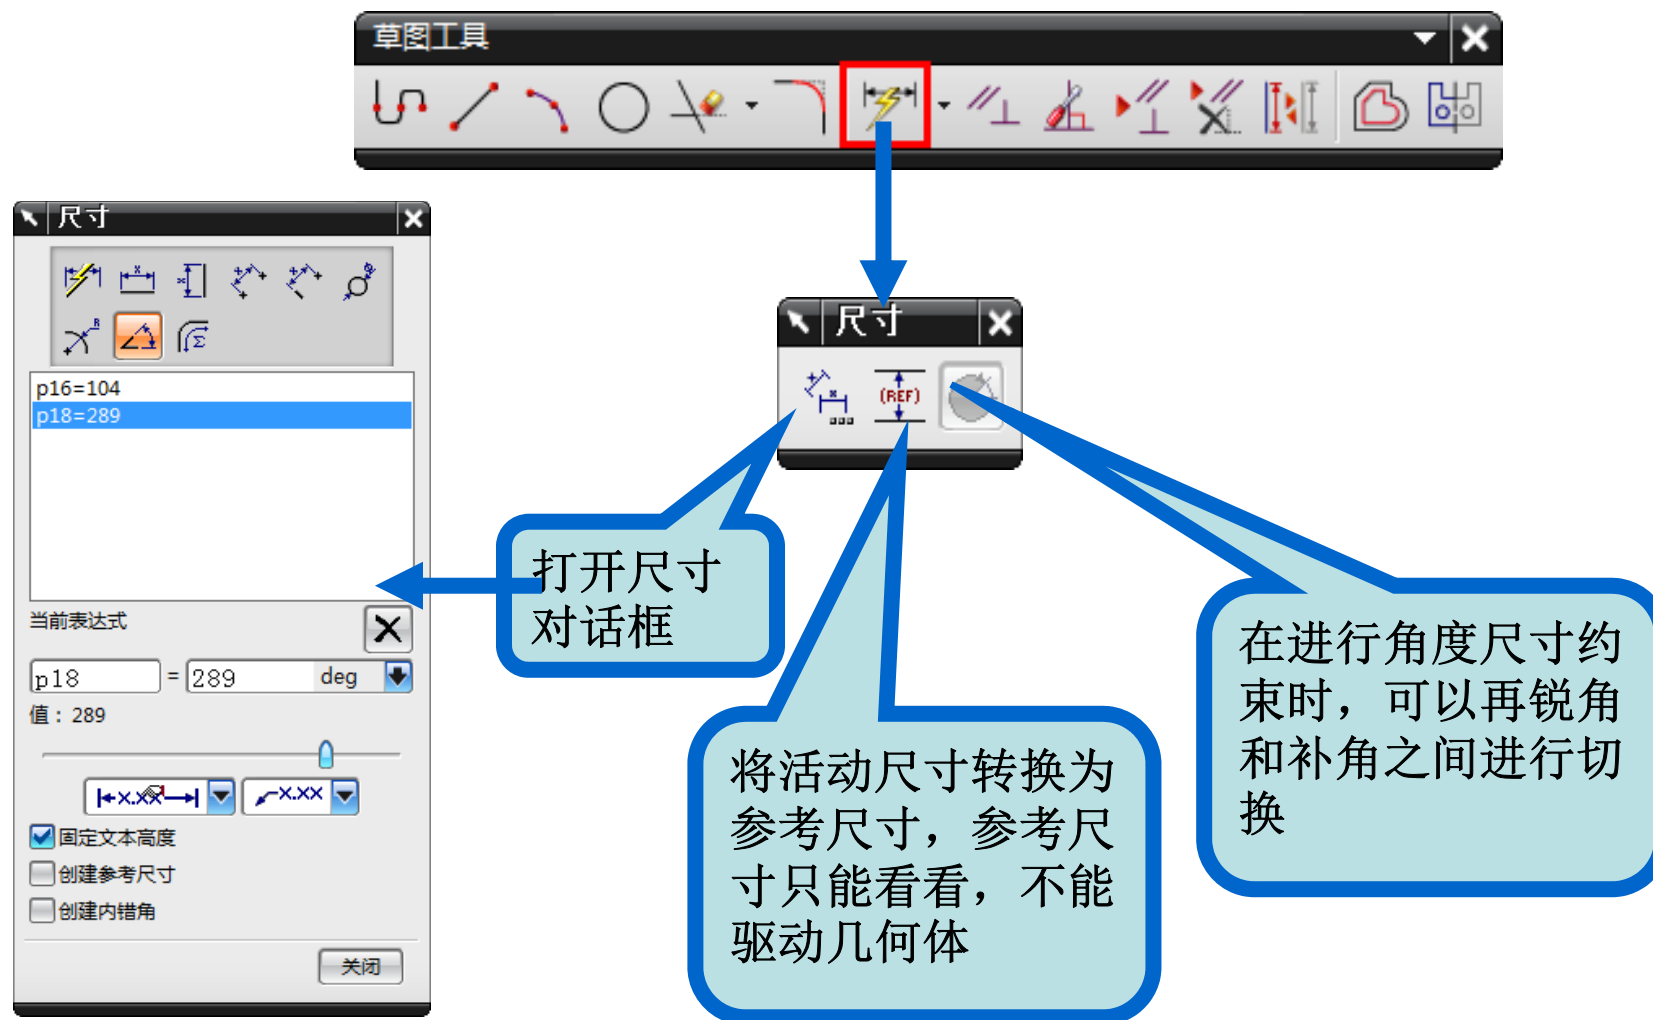 草图工具
尺寸
p16=104
p18=289
当前表达式
p18 = 289 deg
值：289
x.xx x.xx
固定文本高度
创建参考尺寸
创建内错角
关闭
尺寸
(REF)
打开尺寸
对话框
将活动尺寸转换为
参考尺寸，参考尺
寸只能看看，不能
驱动几何体
在进行角度尺寸约
束时，可以再锐角
和补角之间进行切
换